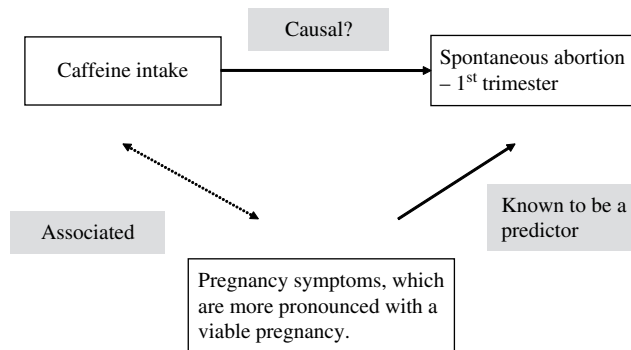 Causal?
Caffeine intake
Spontaneous abortion
– 1st trimester
Associated
Known to be a
predictor
Pregnancy symptoms, which
are more pronounced with a
viable pregnancy.